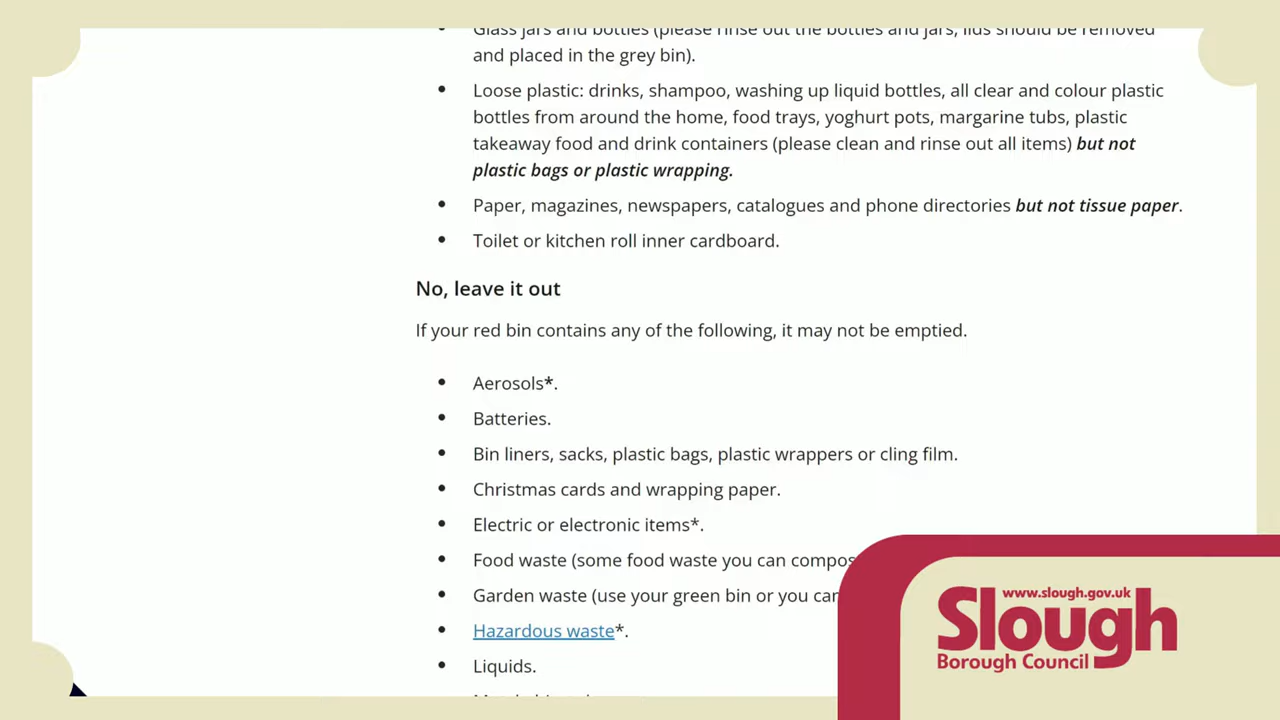 Glass jars and bottles (please rinse out the bottles and jars, lids should be removed
and placed in the grey bin).
Loose plastic: drinks, shampoo, washing up liquid bottles, all clear and colour plastic
bottles from around the home, food trays, yoghurt pots, margarine tubs, plastic
takeaway food and drink containers (please clean and rinse out all items) but not
plastic bags or plastic wrapping.
Paper, magazines, newspapers, catalogues and phone directories but not tissue paper.
Toilet or kitchen roll inner cardboard.
No, leave it out
If your red bin contains any of the following, it may not be emptied.
Aerosols*.
Batteries.
Bin liners, sacks, plastic bags, plastic wrappers or cling film.
Christmas cards and wrapping paper.
Electric or electronic items*.
Food waste (some food waste you can compos
Garden waste (use your green bin or you can
Hazardous waste*.
Liquids.
www.slough.gov.uk
Slough
Borough Council